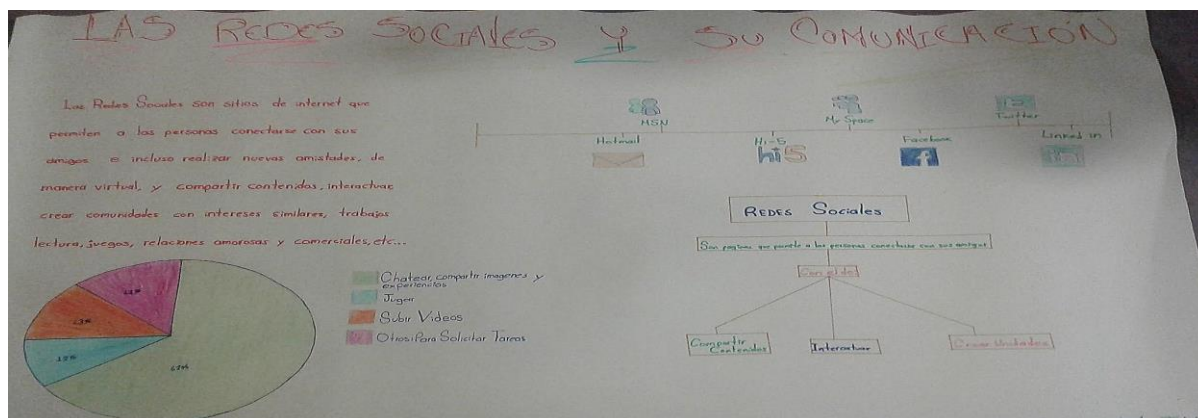 LAS REDES SOCIALES Y SU COMUNICACIÓN
Las Redes Sociales son sitios de internet que
permiten a las personas conectarse con sus
amigos e incluso realizar nuevas amistades, de
manera virtual, y compartir contenidos, interactuar,
crear comunidades con intereses similares, trabajos
lectura, juegos, relaciones amorosas y comerciales, etc...
MSN
My Space
Twitter
Hotmail
Hi-5
Facebook
Linked in
hi5
f
in
REDES Sociales
Son paginas que a las personas conectarse con sus amigos
Compartir
Contenidos
Interactuar
Crear Unidades
Chatear, compartir imagenes y
Jugar
Subir Videos
Otros: Para Solicitar Tareas